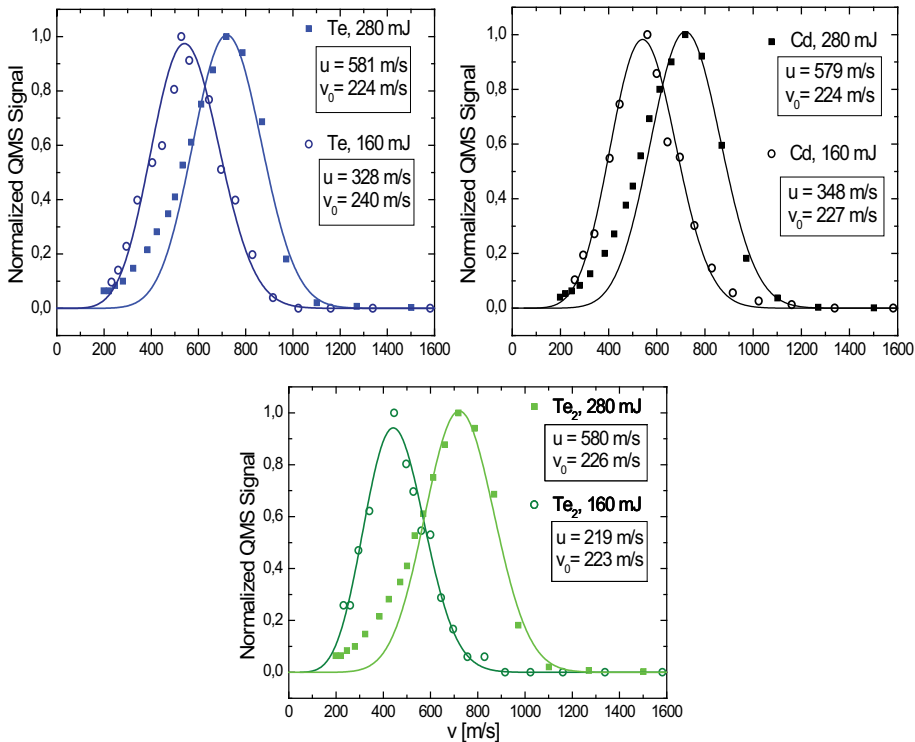 Normalized QMS Signal
1,0
0,8
0,6
0,4
0,2
0,0
0 200 400 600 800 1000 1200 1400 1600
Te, 280 mJ
u = 581 m/s
v0= 224 m/s
Te, 160 mJ
u = 328 m/s
v0= 240 m/s
Normalized QMS Signal
1,0
0,8
0,6
0,4
0,2
0,0
0 200 400 600 800 1000 1200 1400 1600
Cd, 280 mJ
u = 579 m/s
v0= 224 m/s
Cd, 160 mJ
u = 348 m/s
v0= 227 m/s
Normalized QMS Signal
1,0
0,8
0,6
0,4
0,2
0,0
0 200 400 600 800 1000 1200 1400 1600
v [m/s]
Te2, 280 mJ
u = 580 m/s
v0= 226 m/s
Te2, 160 mJ
u = 219 m/s
v0= 223 m/s